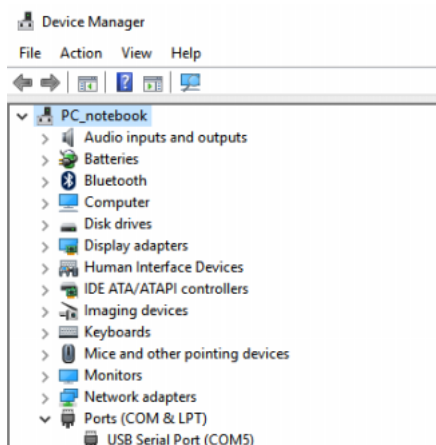 Device Manager
File Action View Help
PC_notebook
Audio inputs and outputs
Batteries
Bluetooth
Computer
Disk drives
Display adapters
Human Interface Devices
IDE ATA/ATAPI controllers
Imaging devices
Keyboards
Mice and other pointing devices
Monitors
Network adapters
Ports (COM & LPT)
USB Serial Port (COM5)